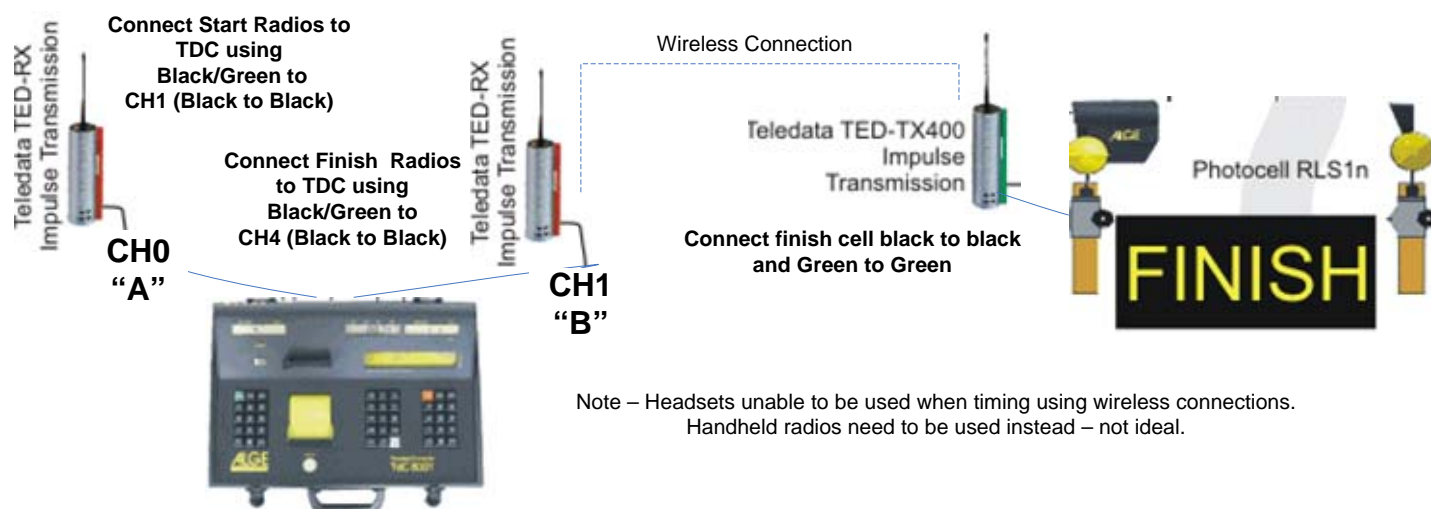 Teledata TED-RX
Impulse Transmission
Connect Start Radios to
TDC using
Black/Green to
CH1 (Black to Black)
CH0
“A”
Connect Finish Radios
to TDC using
Black/Green to
CH4 (Black to Black)
Teledata TED-RX
Impulse Transmission
CH1
“B”
Wireless Connection
Teledata TED-TX400
Impulse
Transmission
Connect finish cell black to black
and Green to Green
ALGE
Photocell RLS1n
FINISH
ALGE
TdC 8001
Note – Headsets unable to be used when timing using wireless connections.
Handheld radios need to be used instead – not ideal.